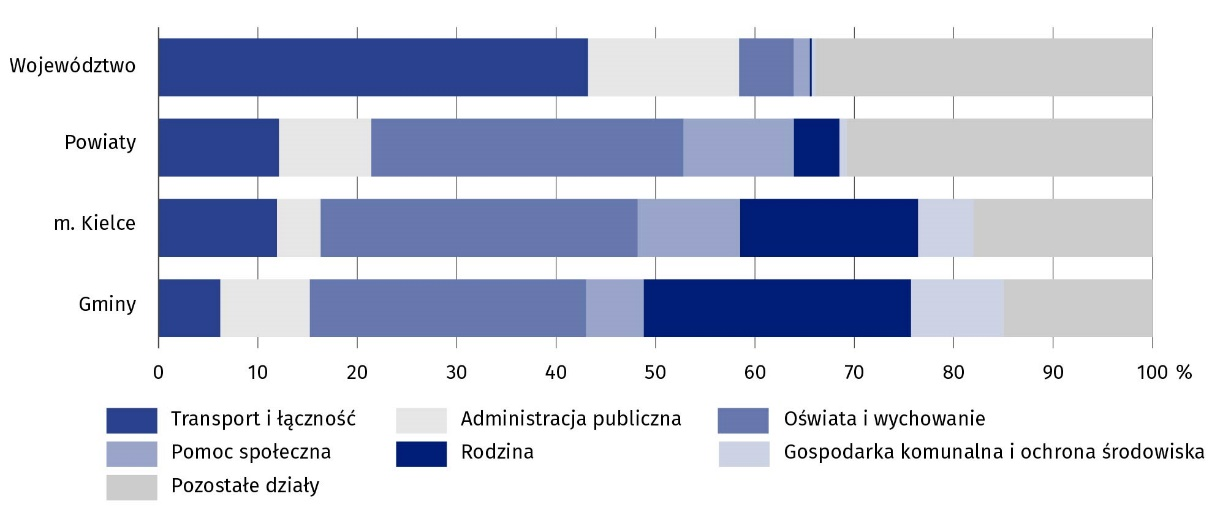 Województwo
Powiaty
m. Kielce
Gminy
0 10 20 30 40 50 60 70 80 90 100 %
Transport i łączność Administracja publiczna Oświata i wychowanie
Pomoc społeczna Rodzina Gospodarka komunalna i ochrona środowiska
Pozostałe działy